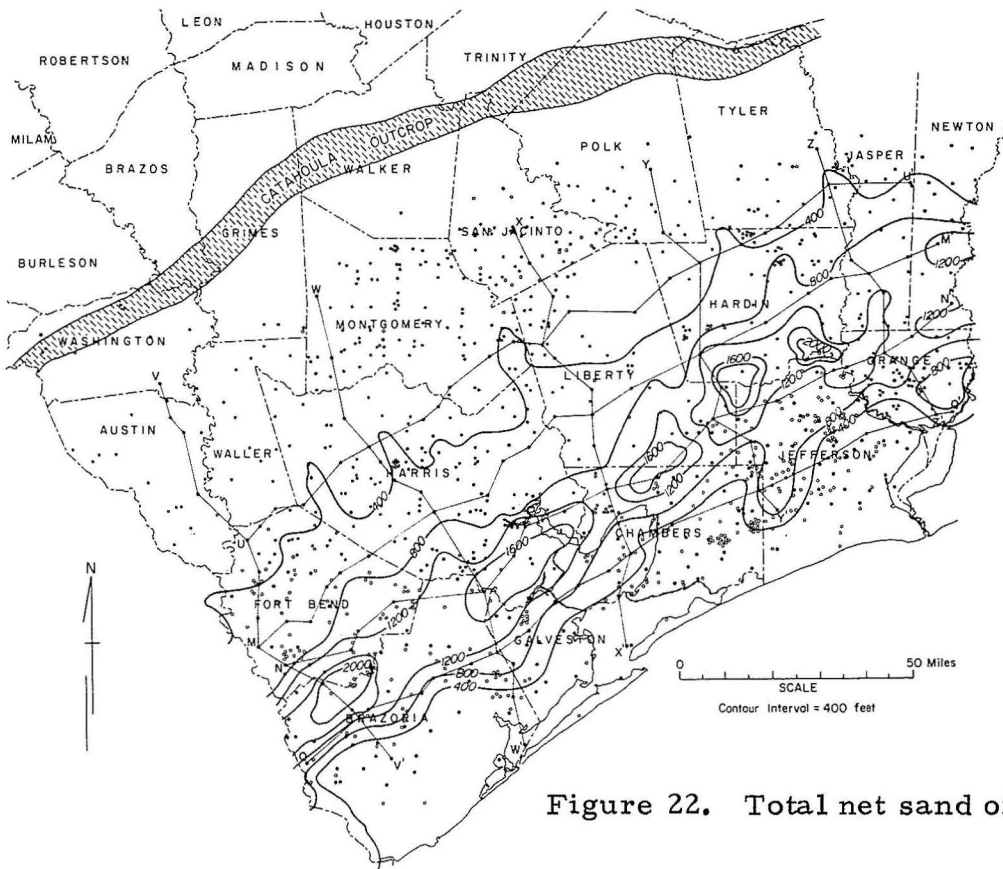 LEON
HOUSTON
ROBERTSON
MADISON
TRINITY
TYLER
MILAM
BRAZOS
CATAHOULA OUTCROP
WALKER
POLK
NEWTON
Z
JASPER
Y
U
GRIMES
X
SAN JACINTO
400
BURLESON
M
800
1200
W
HARDIN
N
MONTGOMERY
1200
WASHINGTON
V
LIBERTY
1600
1200
ORANGE
800
O
AUSTIN
WALLER
HARRIS
400
1600
1200
800
400
JEFFERSON
Y'
O'
800
1600
CHAMBERS
U'
FORT BEND
1200
M'
GALVESTON
X'
N'
2000
1200
800
400
BRAZORIA
V'
W'
N
0 50 Miles
SCALE
Contour Interval = 400 feet
Figure 22. Total net sand o